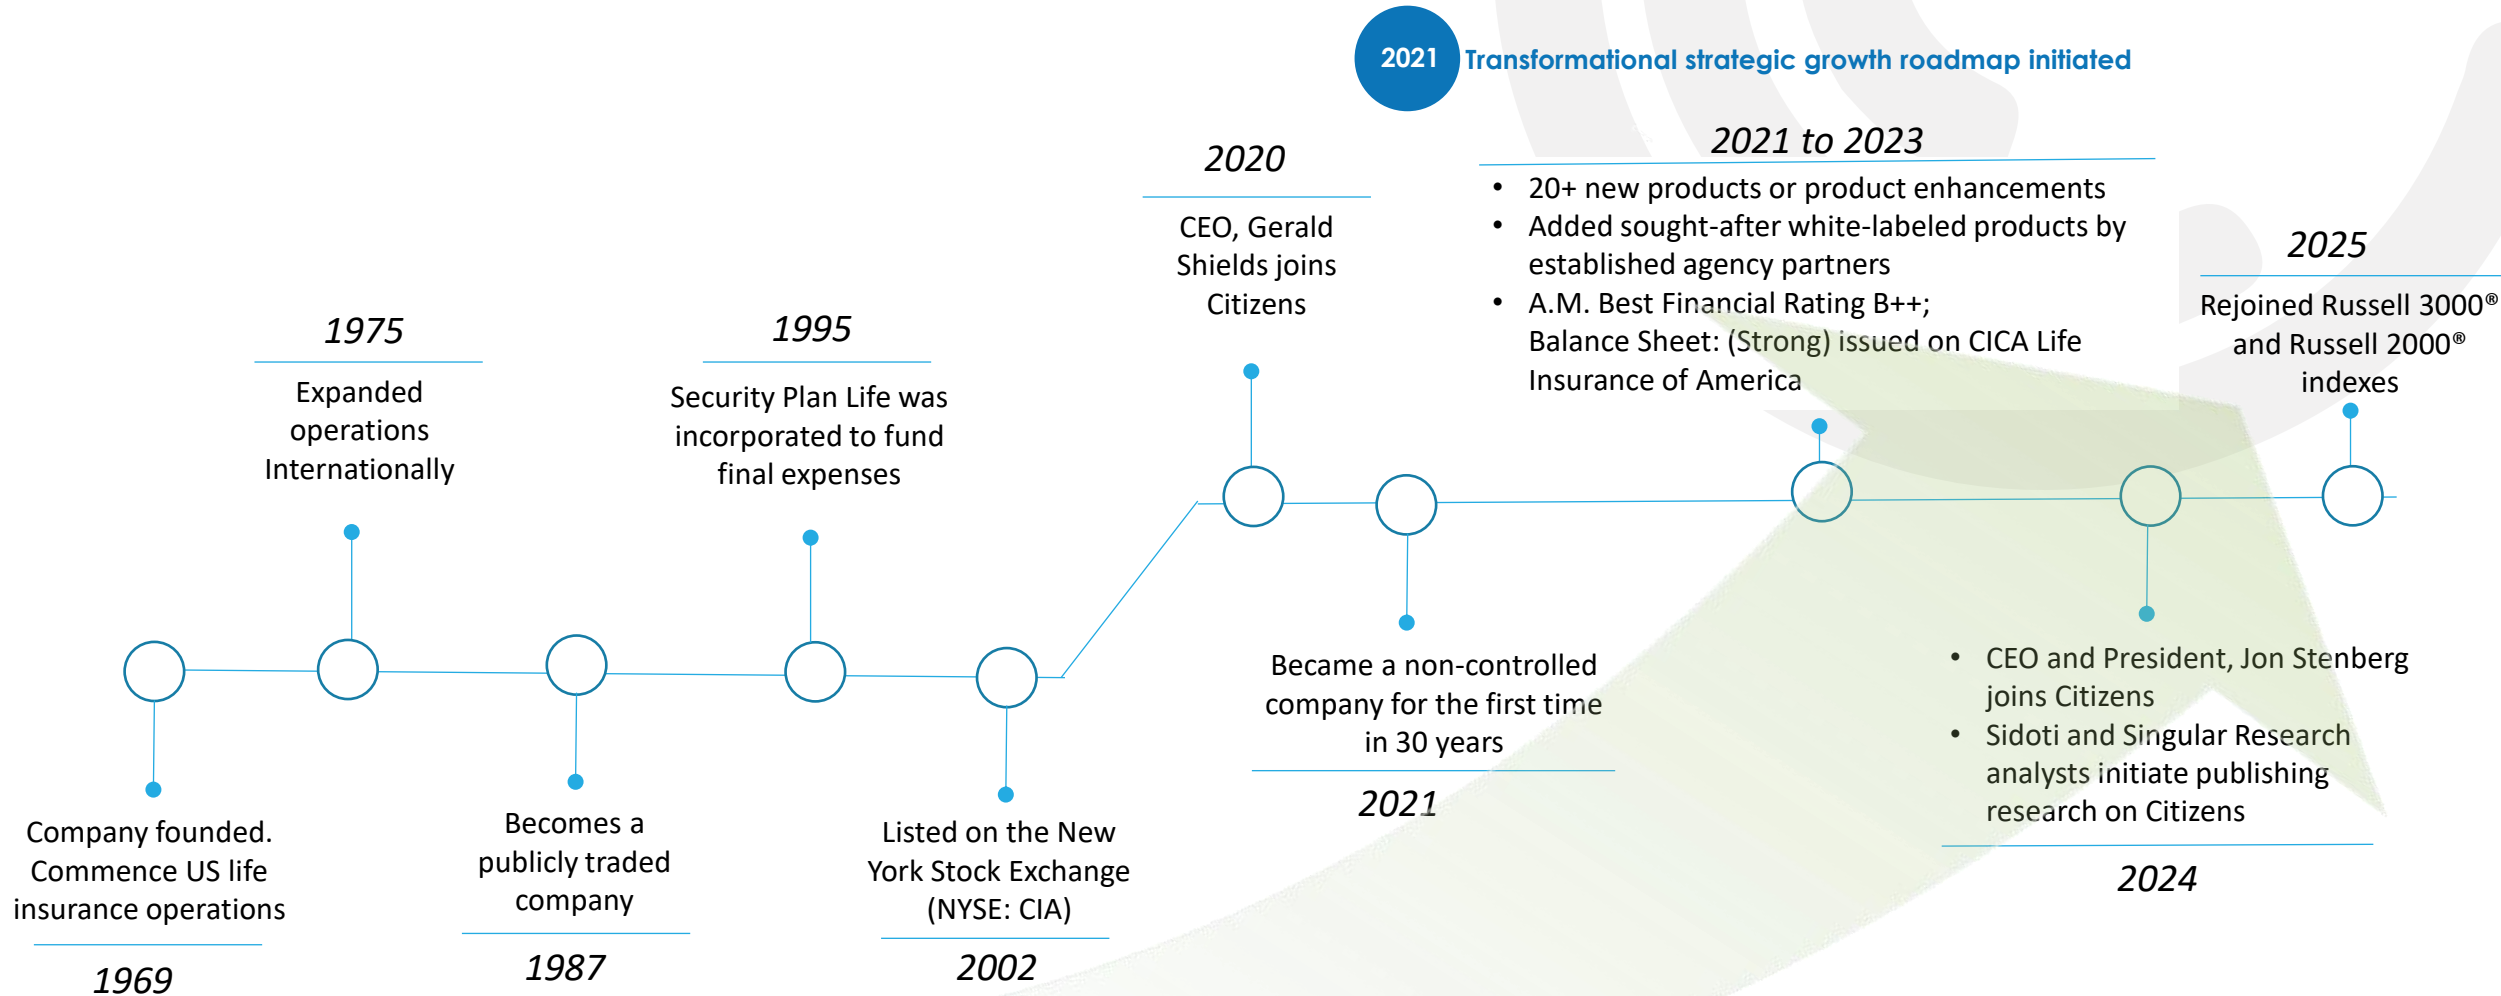 2021 Transformational strategic growth roadmap initiated
1969
Company founded.
Commence US life
insurance operations
1975
Expanded
operations
Internationally
1987
Becomes a
publicly traded
company
1995
Security Plan Life was
incorporated to fund
final expenses
2002
Listed on the New
York Stock Exchange
(NYSE: CIA)
2020
CEO, Gerald
Shields joins
Citizens
2021
Became a non-controlled
company for the first time
in 30 years
2021 to 2023
• 20+ new products or product enhancements
• Added sought-after white-labeled products by
established agency partners
• A.M. Best Financial Rating B++;
Balance Sheet: (Strong) issued on CICA Life
Insurance of America
2024
• CEO and President, Jon Stenberg
joins Citizens
• Sidoti and Singular Research
analysts initiate publishing
research on Citizens
2025
Rejoined Russell 3000®
and Russell 2000®
indexes